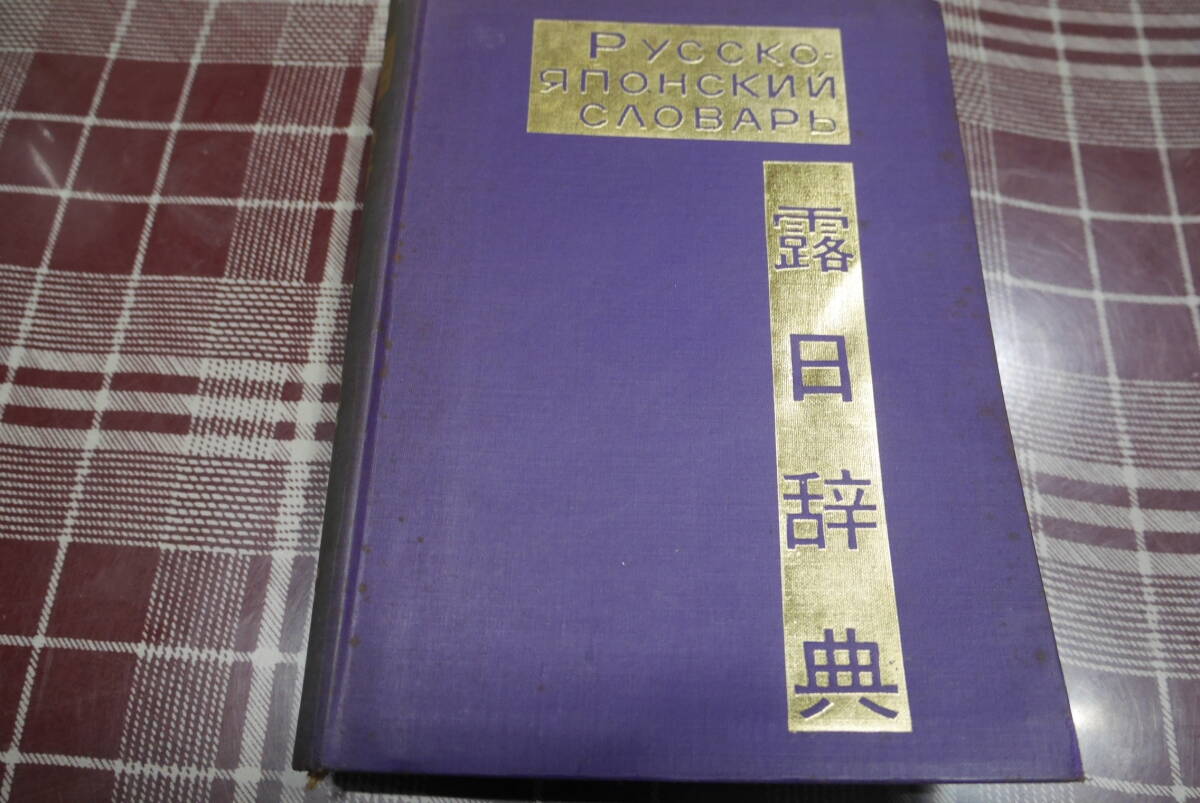 Русско-
японский
словарь
露日辞典